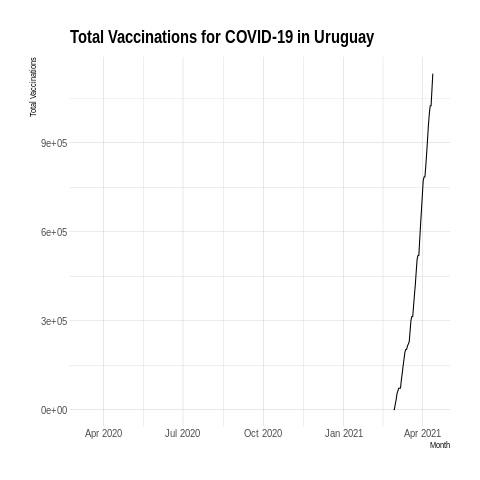 Total Vaccinations for COVID-19 in Uruguay
Total Vaccinations
9e+05
6e+05
3e+05
0e+00
Apr 2020 Jul 2020 Oct 2020 Jan 2021 Apr 2021
Month